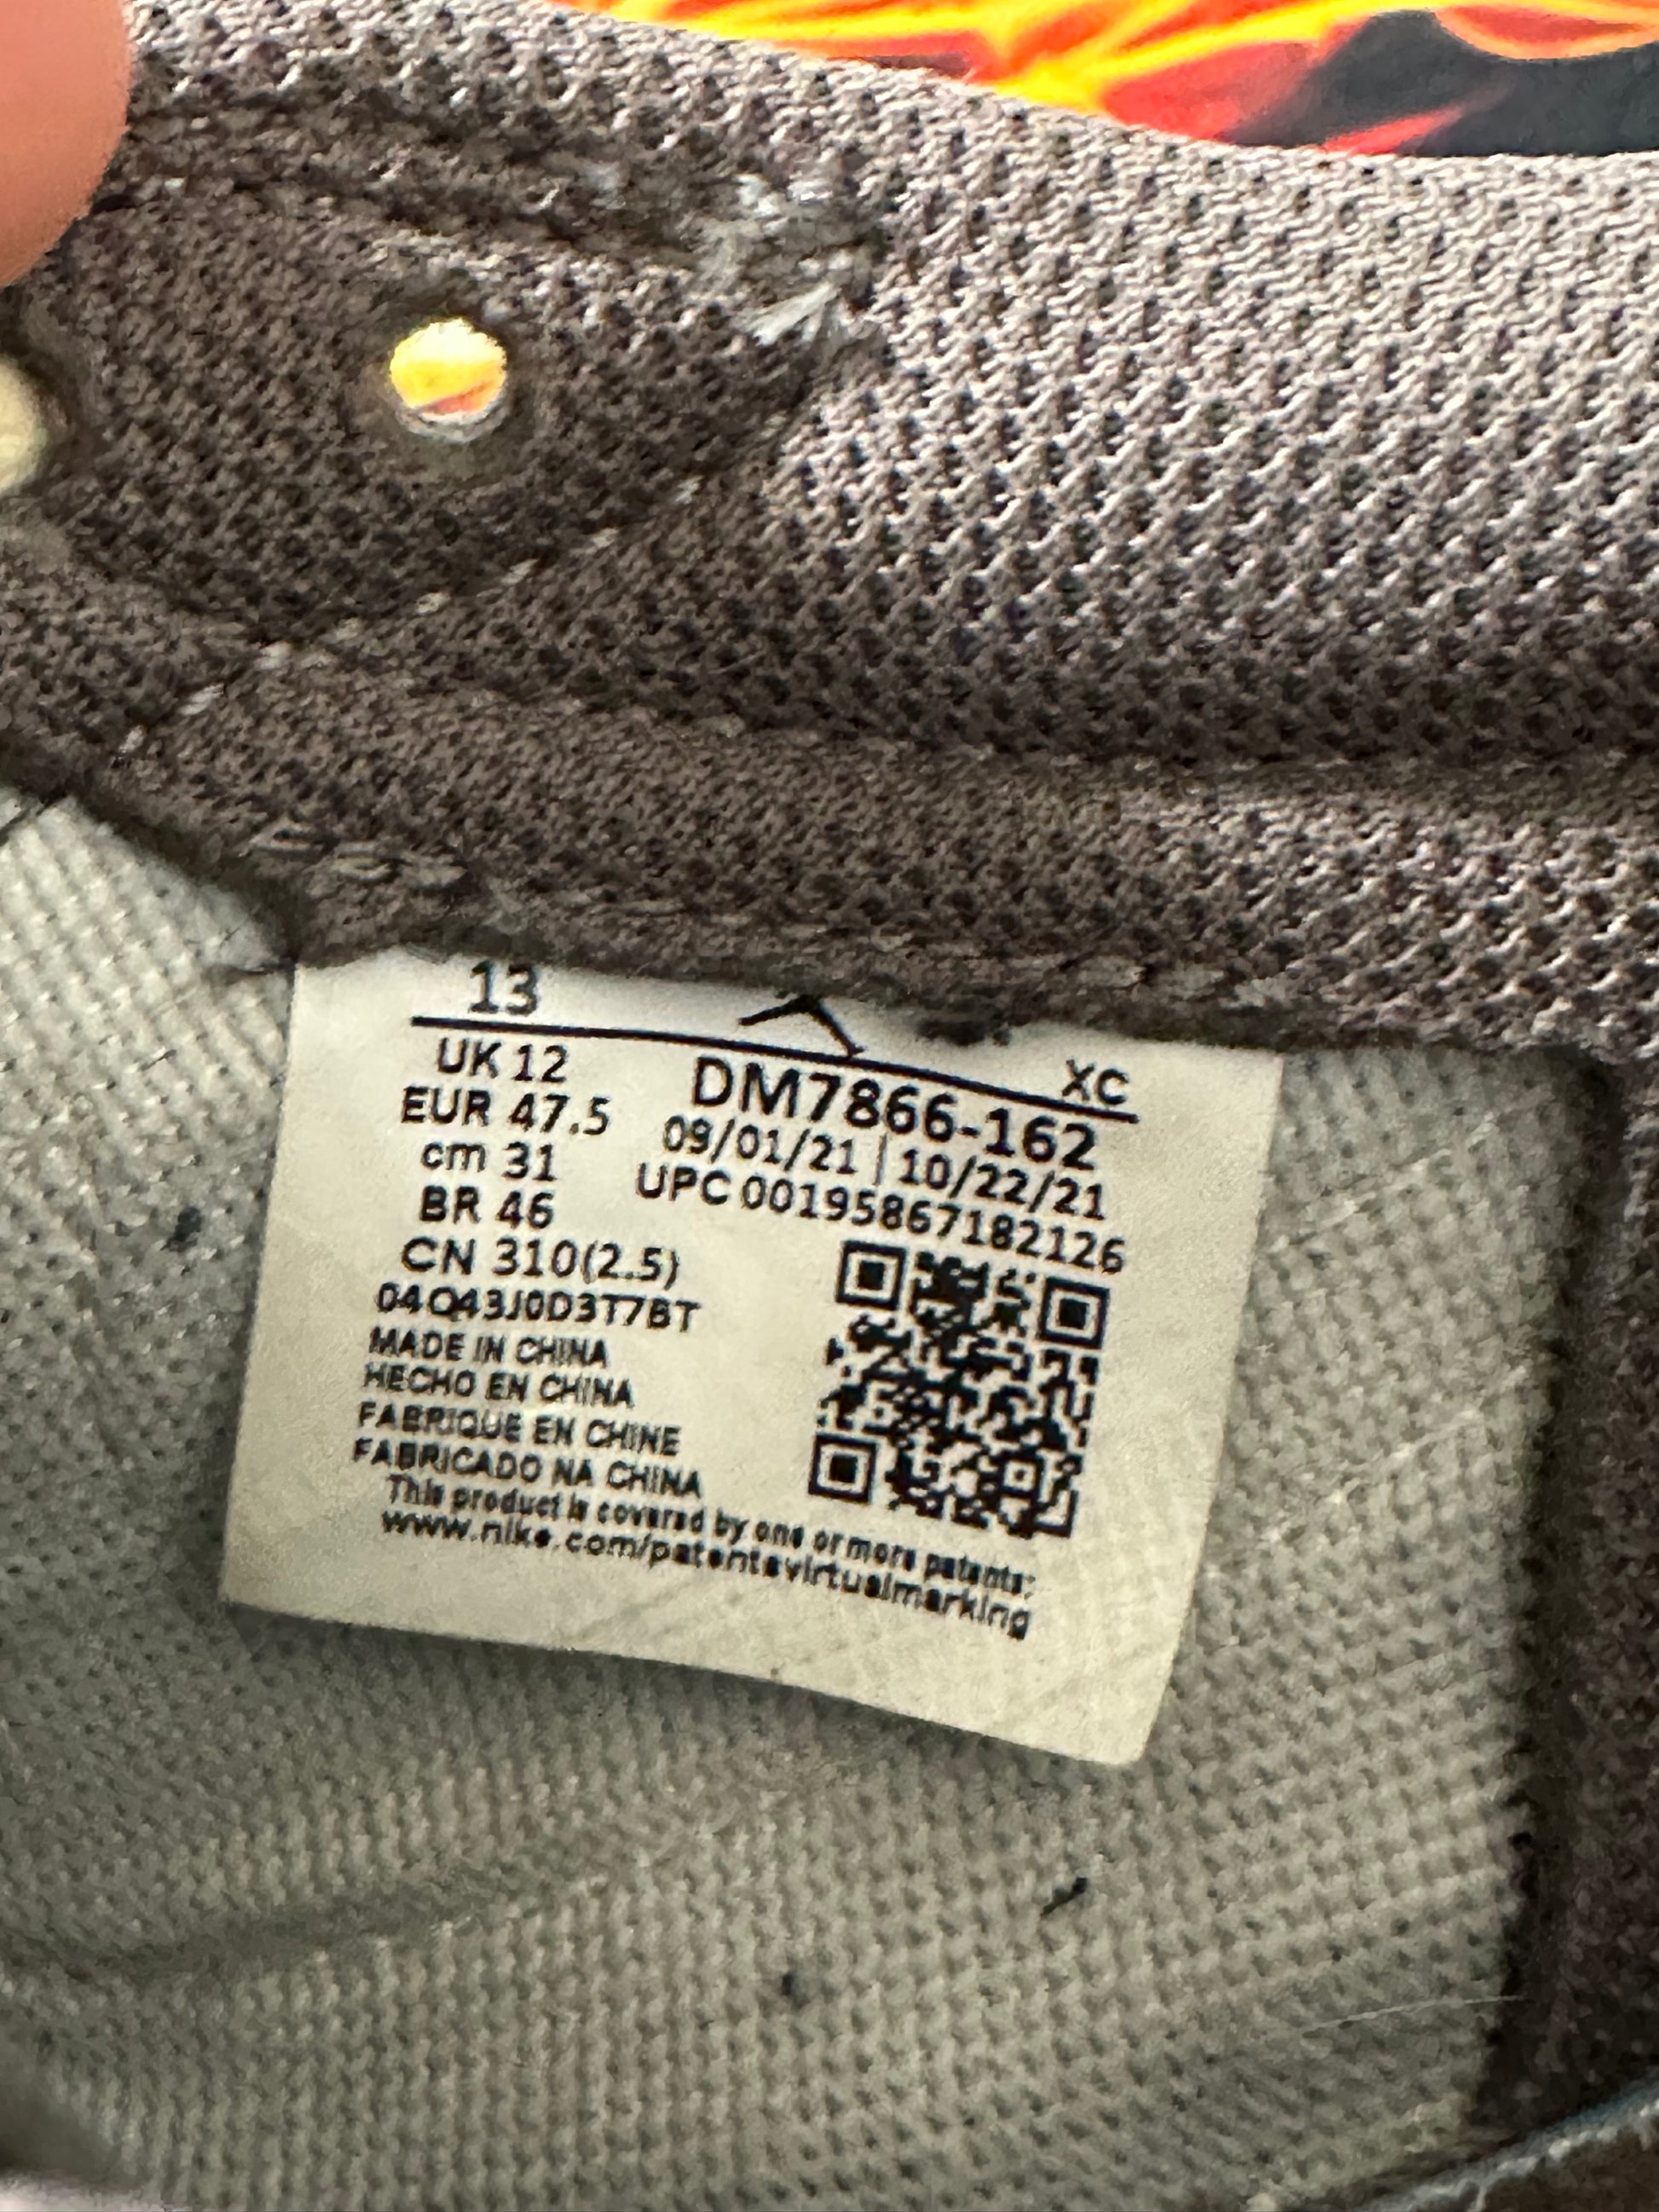 13
XC
UK 12
EUR 47.5
cm 31
BR 46
CN 310(2.5)
04Q43J0D3T7BT
MADE IN CHINA
HECHO EN CHINA
FABRIQUE EN CHINE
FABRICADO NA CHINA
DM7866-162
09/01/21 | 10/22/21
UPC 00195867182126
This product is covered by one or more patents:
www.nike.com/patentsvirtualmarking